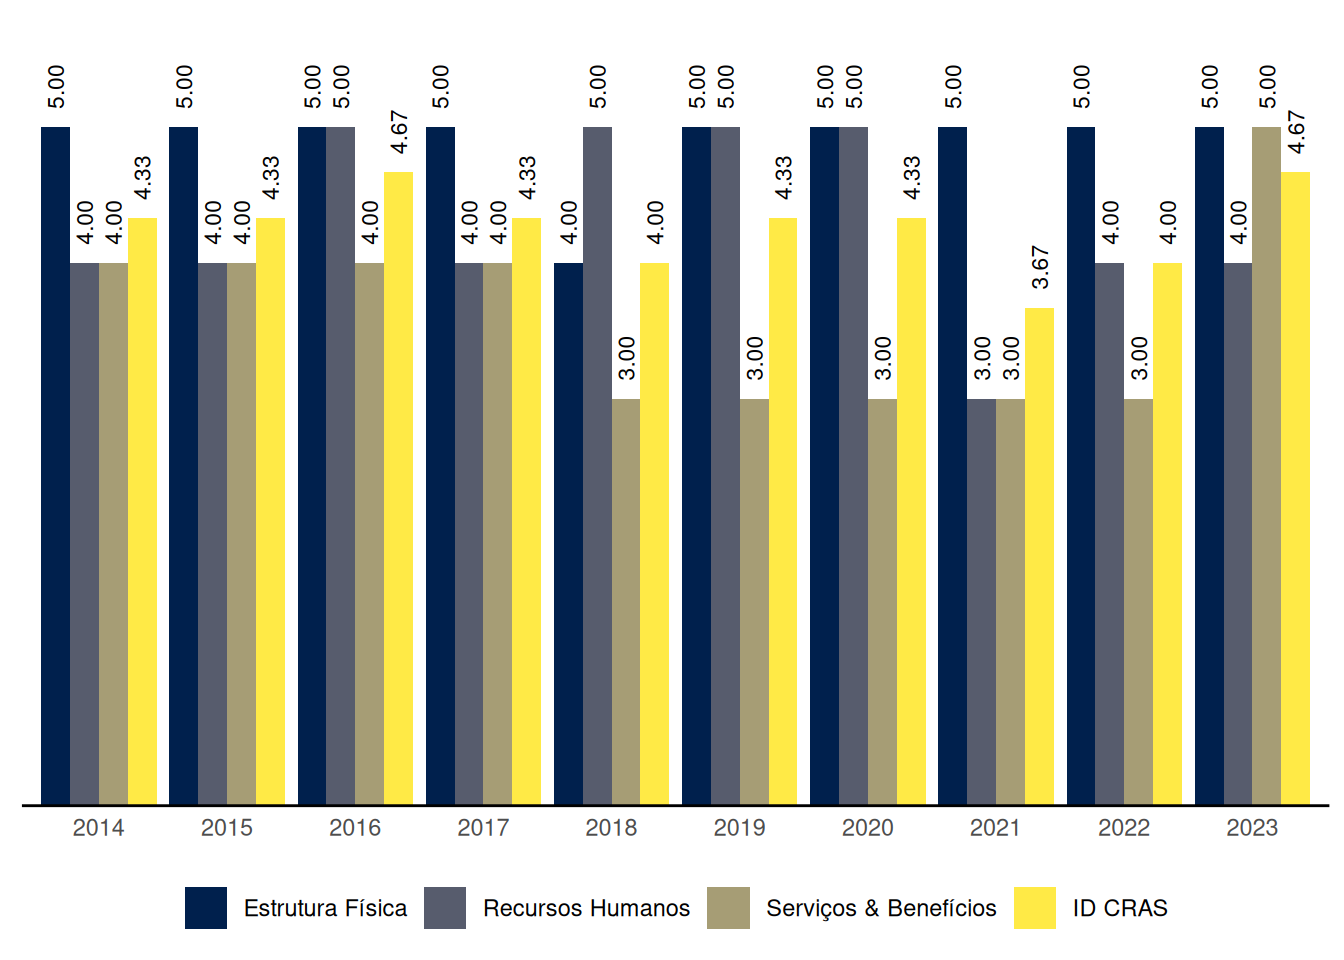 5.00 4.00 4.00 4.33 5.00 4.00 4.00 4.33 5.00 5.00 4.00 4.67 5.00 4.00 4.00 4.33 4.00 5.00 3.00 4.00 5.00 5.00 3.00 4.33 5.00 5.00 3.00 4.33 5.00 3.00 3.00 3.67 5.00 4.00 3.00 4.00 5.00 4.00 5.00 4.67
2014 2015 2016 2017 2018 2019 2020 2021 2022 2023
Estrutura Física Recursos Humanos Serviços & Benefícios ID CRAS